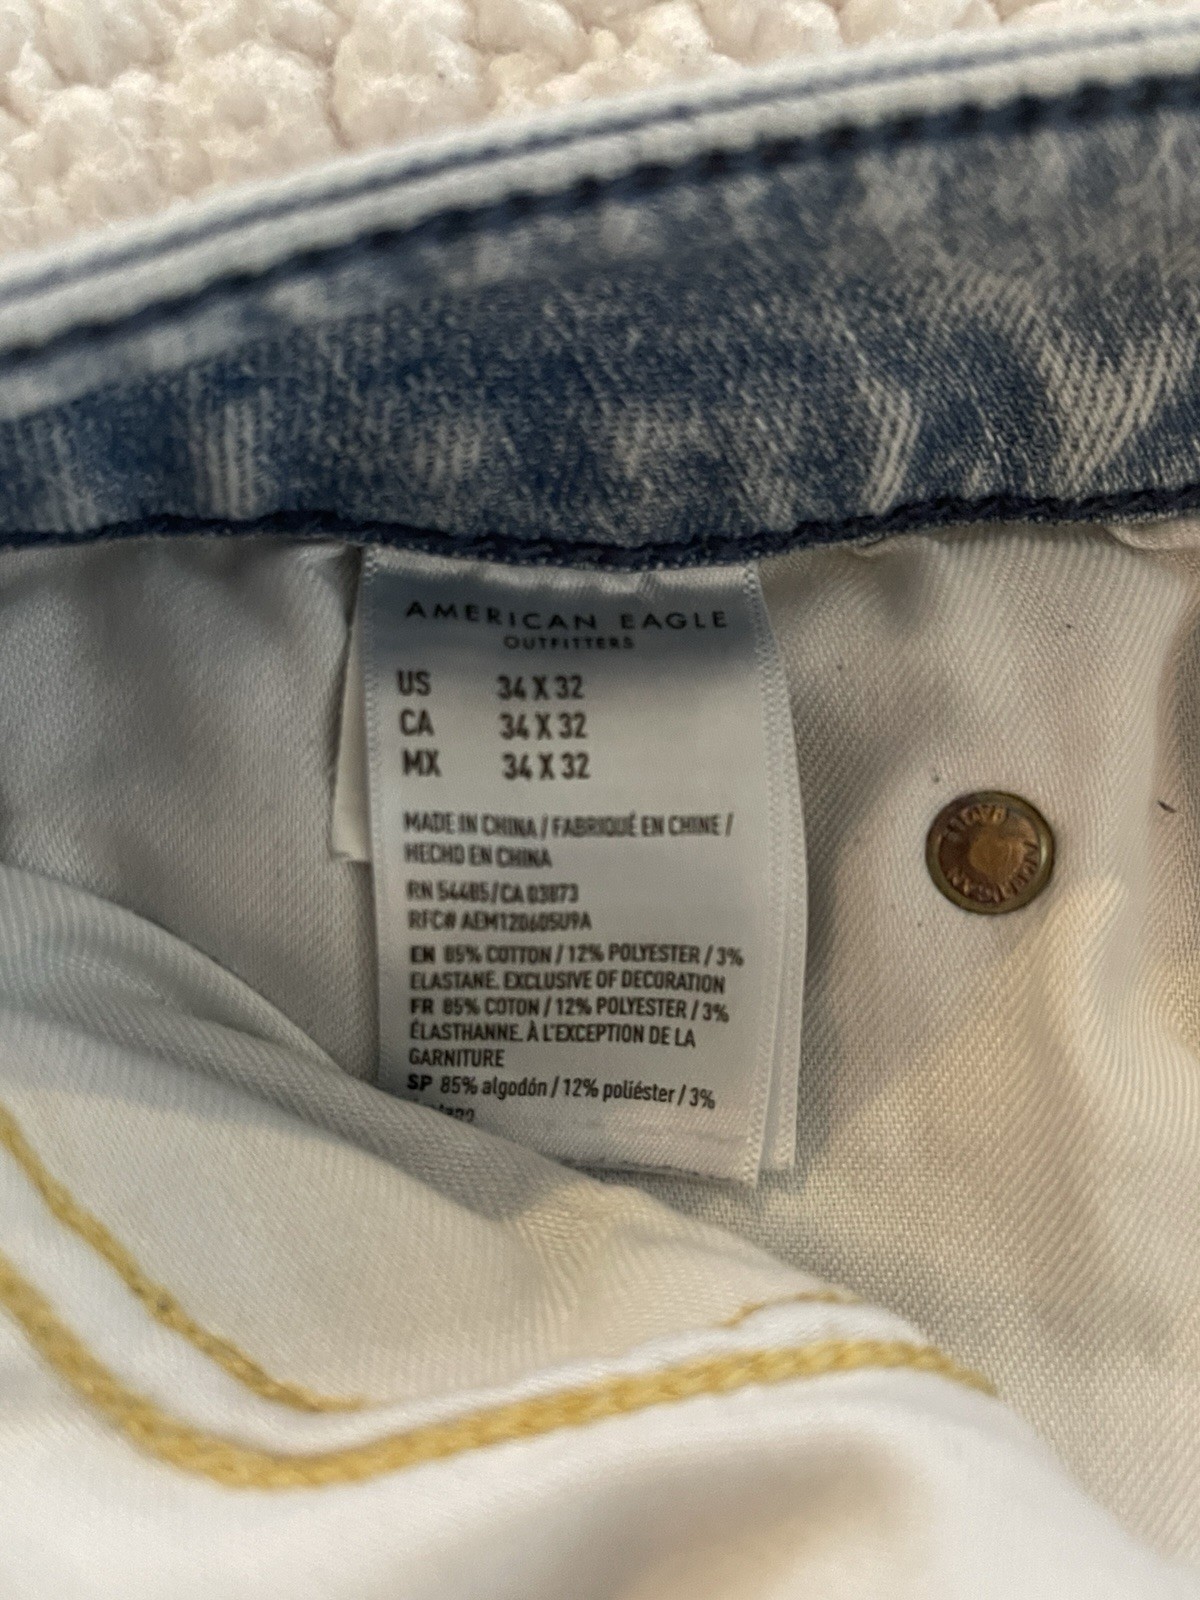 AMERICAN EAGLE
OUTFITTERS
US 34 X 32
CA 34 X 32
MX 34 X 32
MADE IN CHINA / FABRIQUÉ EN CHINE /
HECHO EN CHINA
RN 54485/CA 03873
RFC# AEM120605U9A
EN 85% COTTON / 12% POLYESTER / 3%
ELASTANE. EXCLUSIVE OF DECORATION
FR 85% COTON / 12% POLYESTER / 3%
ÉLASTHANNE. À L'EXCEPTION DE LA
GARNITURE
SP 85% algodón / 12% poliéster / 3%